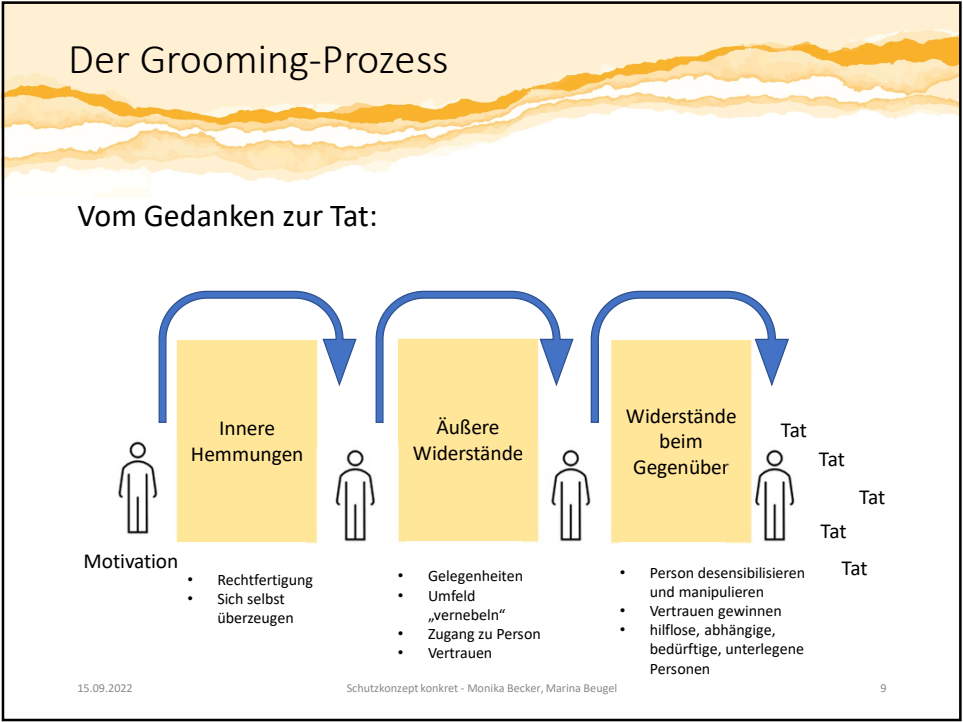 Der Grooming-Prozess
Vom Gedanken zur Tat:
Innere
Hemmungen
Äußere
Widerstände
Widerstände
beim
Gegenüber
Tat
Tat
Tat
Tat
Tat
Motivation
• Rechtfertigung
• Sich selbst
überzeugen
• Gelegenheiten
• Umfeld
„vernebeln“
• Zugang zu Person
• Vertrauen
• Person desensibilisieren
und manipulieren
• Vertrauen gewinnen
• hilflose, abhängige,
bedürftige, unterlegene
Personen
15.09.2022
Schutzkonzept konkret - Monika Becker, Marina Beugel
9